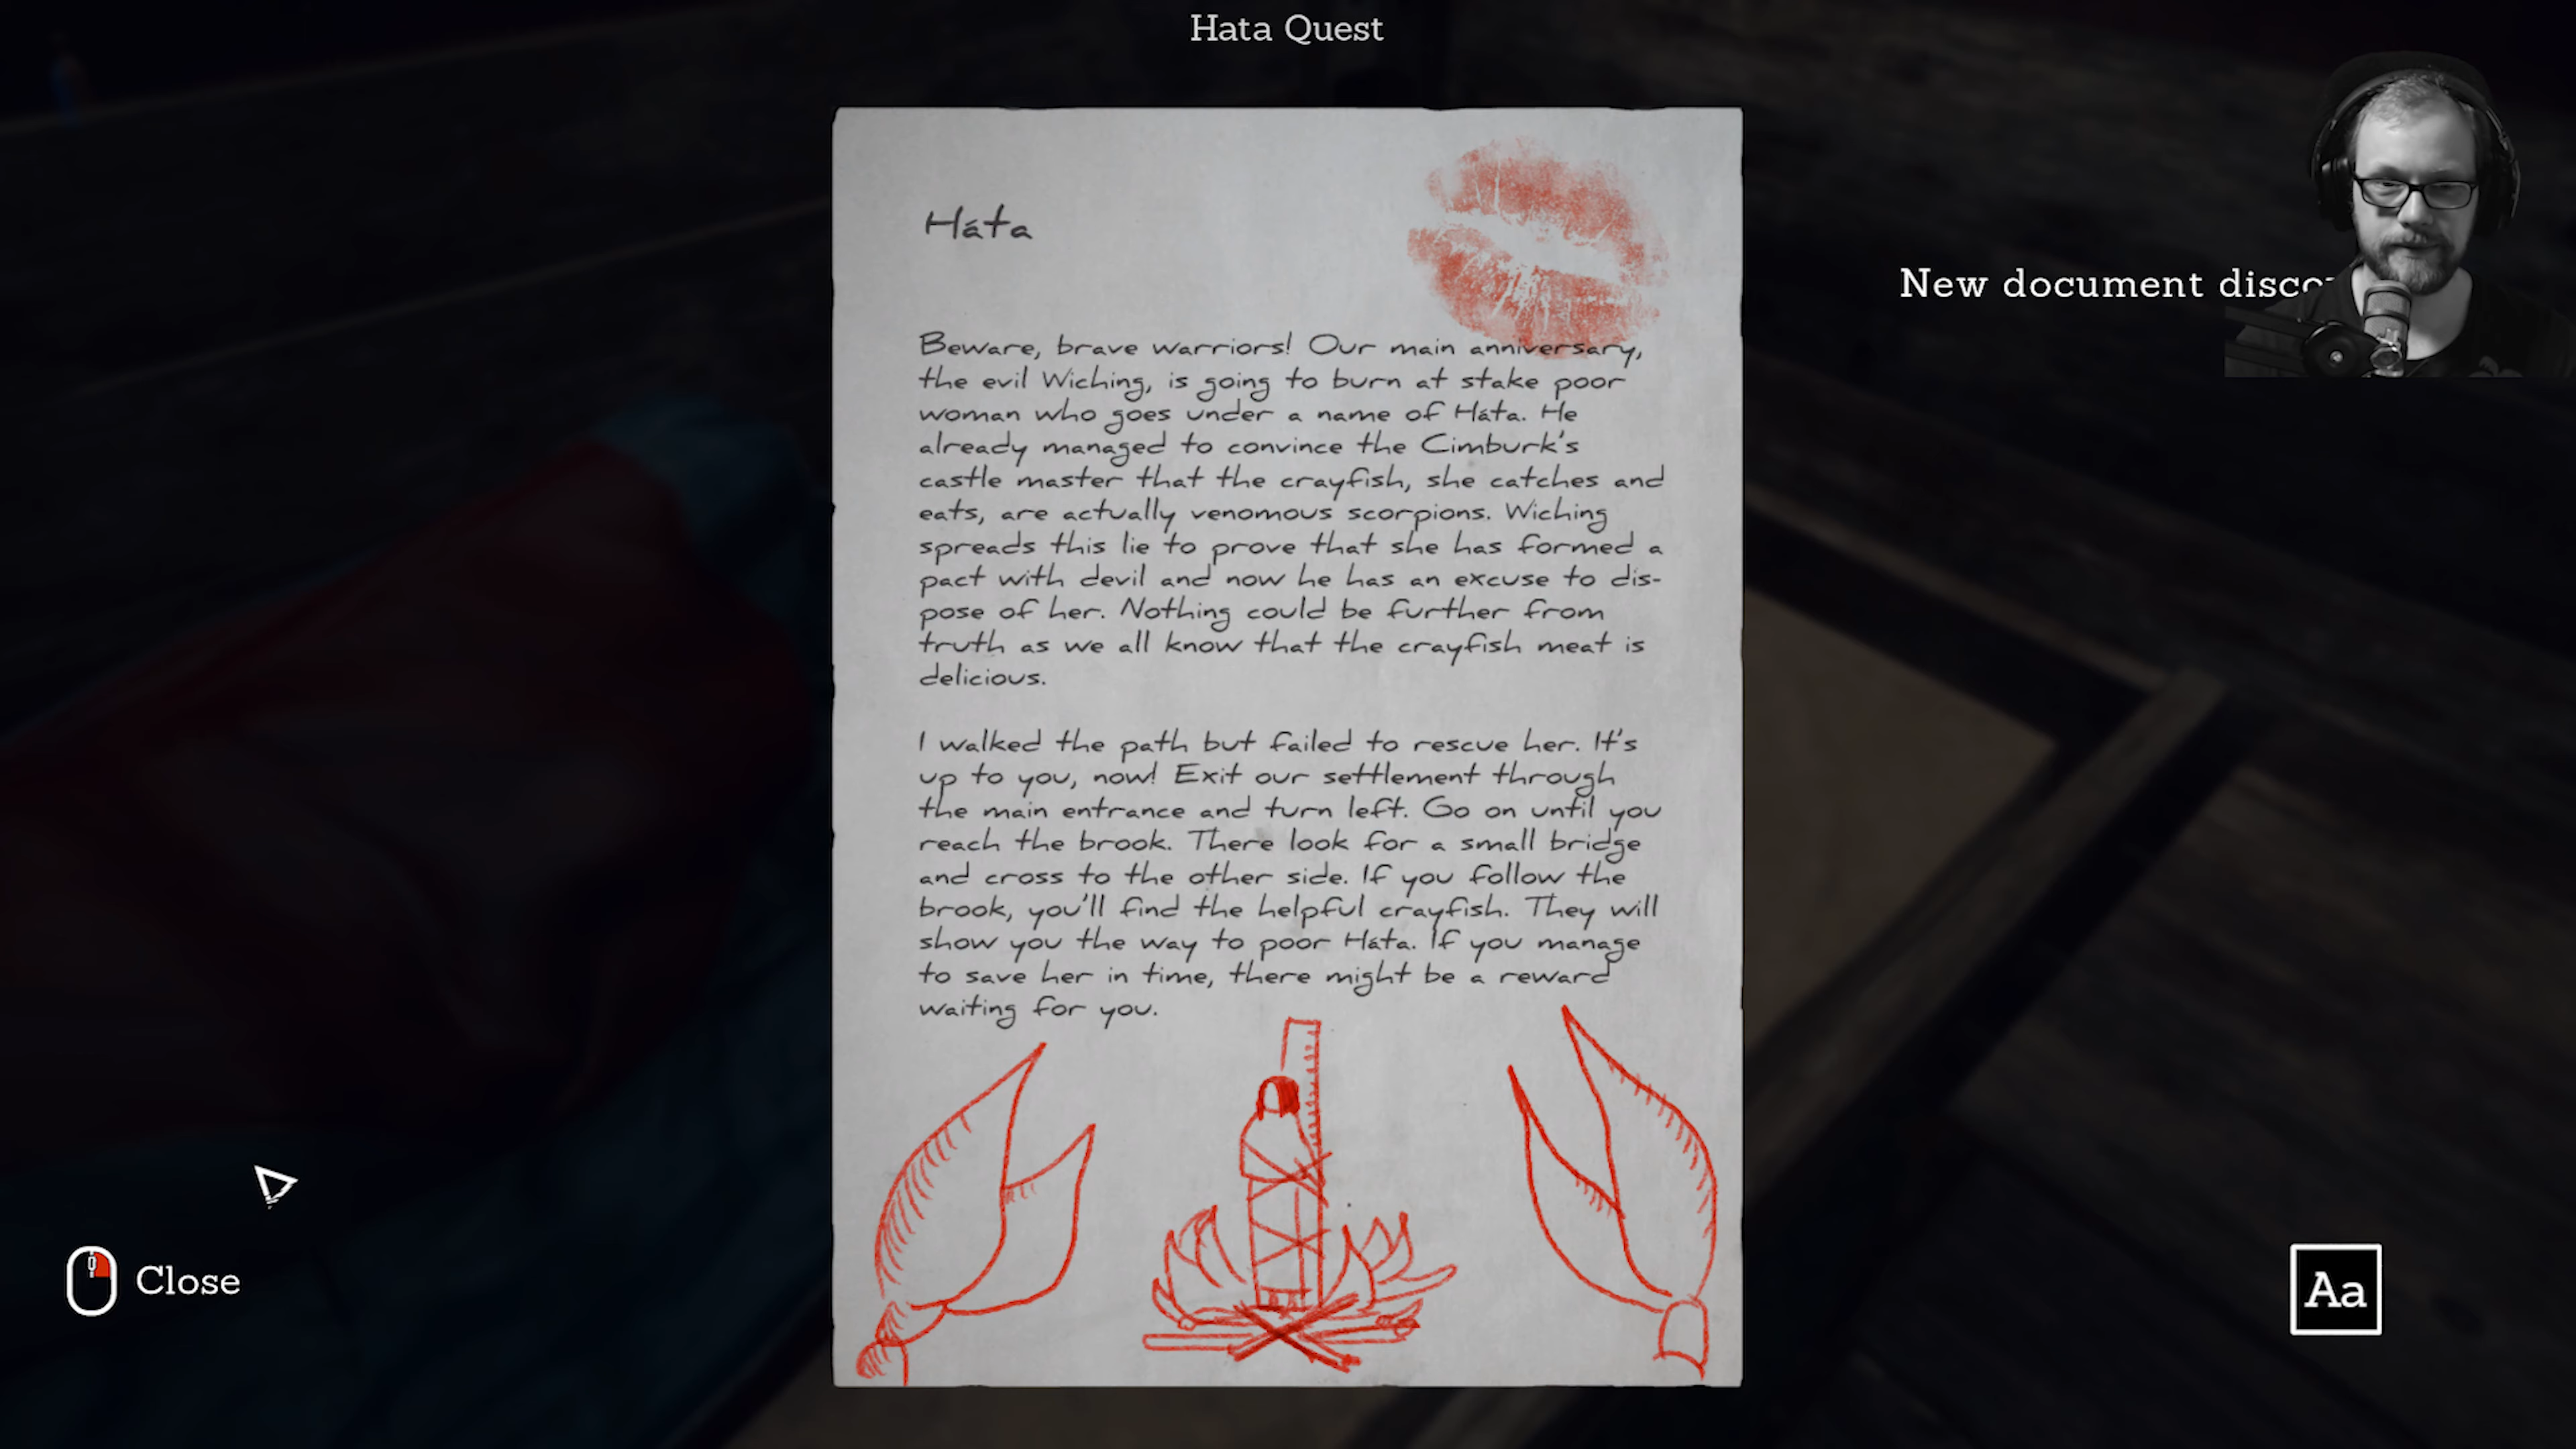 Hata Quest
New document disco
Háta
Beware, brave warriors! Our main anniversary,
the evil Wiching, is going to burn at stake poor
woman who goes under a name of Háta. He
already managed to convince the Cimburk's
castle master that the crayfish, she catches and
eats, are actually venomous scorpions. Wiching
spreads this lie to prove that she has formed a
pact with devil and now he has an excuse to dis-
pose of her. Nothing could be further from
truth as we all know that the crayfish meat is
delicious.
I walked the path but failed to rescue her. It's
up to you, now! Exit our settlement through
the main entrance and turn left. Go on until you
reach the brook. There look for a small bridge
and cross to the other side. If you follow the
brook, you'll find the helpful crayfish. They will
show you the way to poor Háta. If you manage
to save her in time, there might be a reward
waiting for you.
Close
Aa